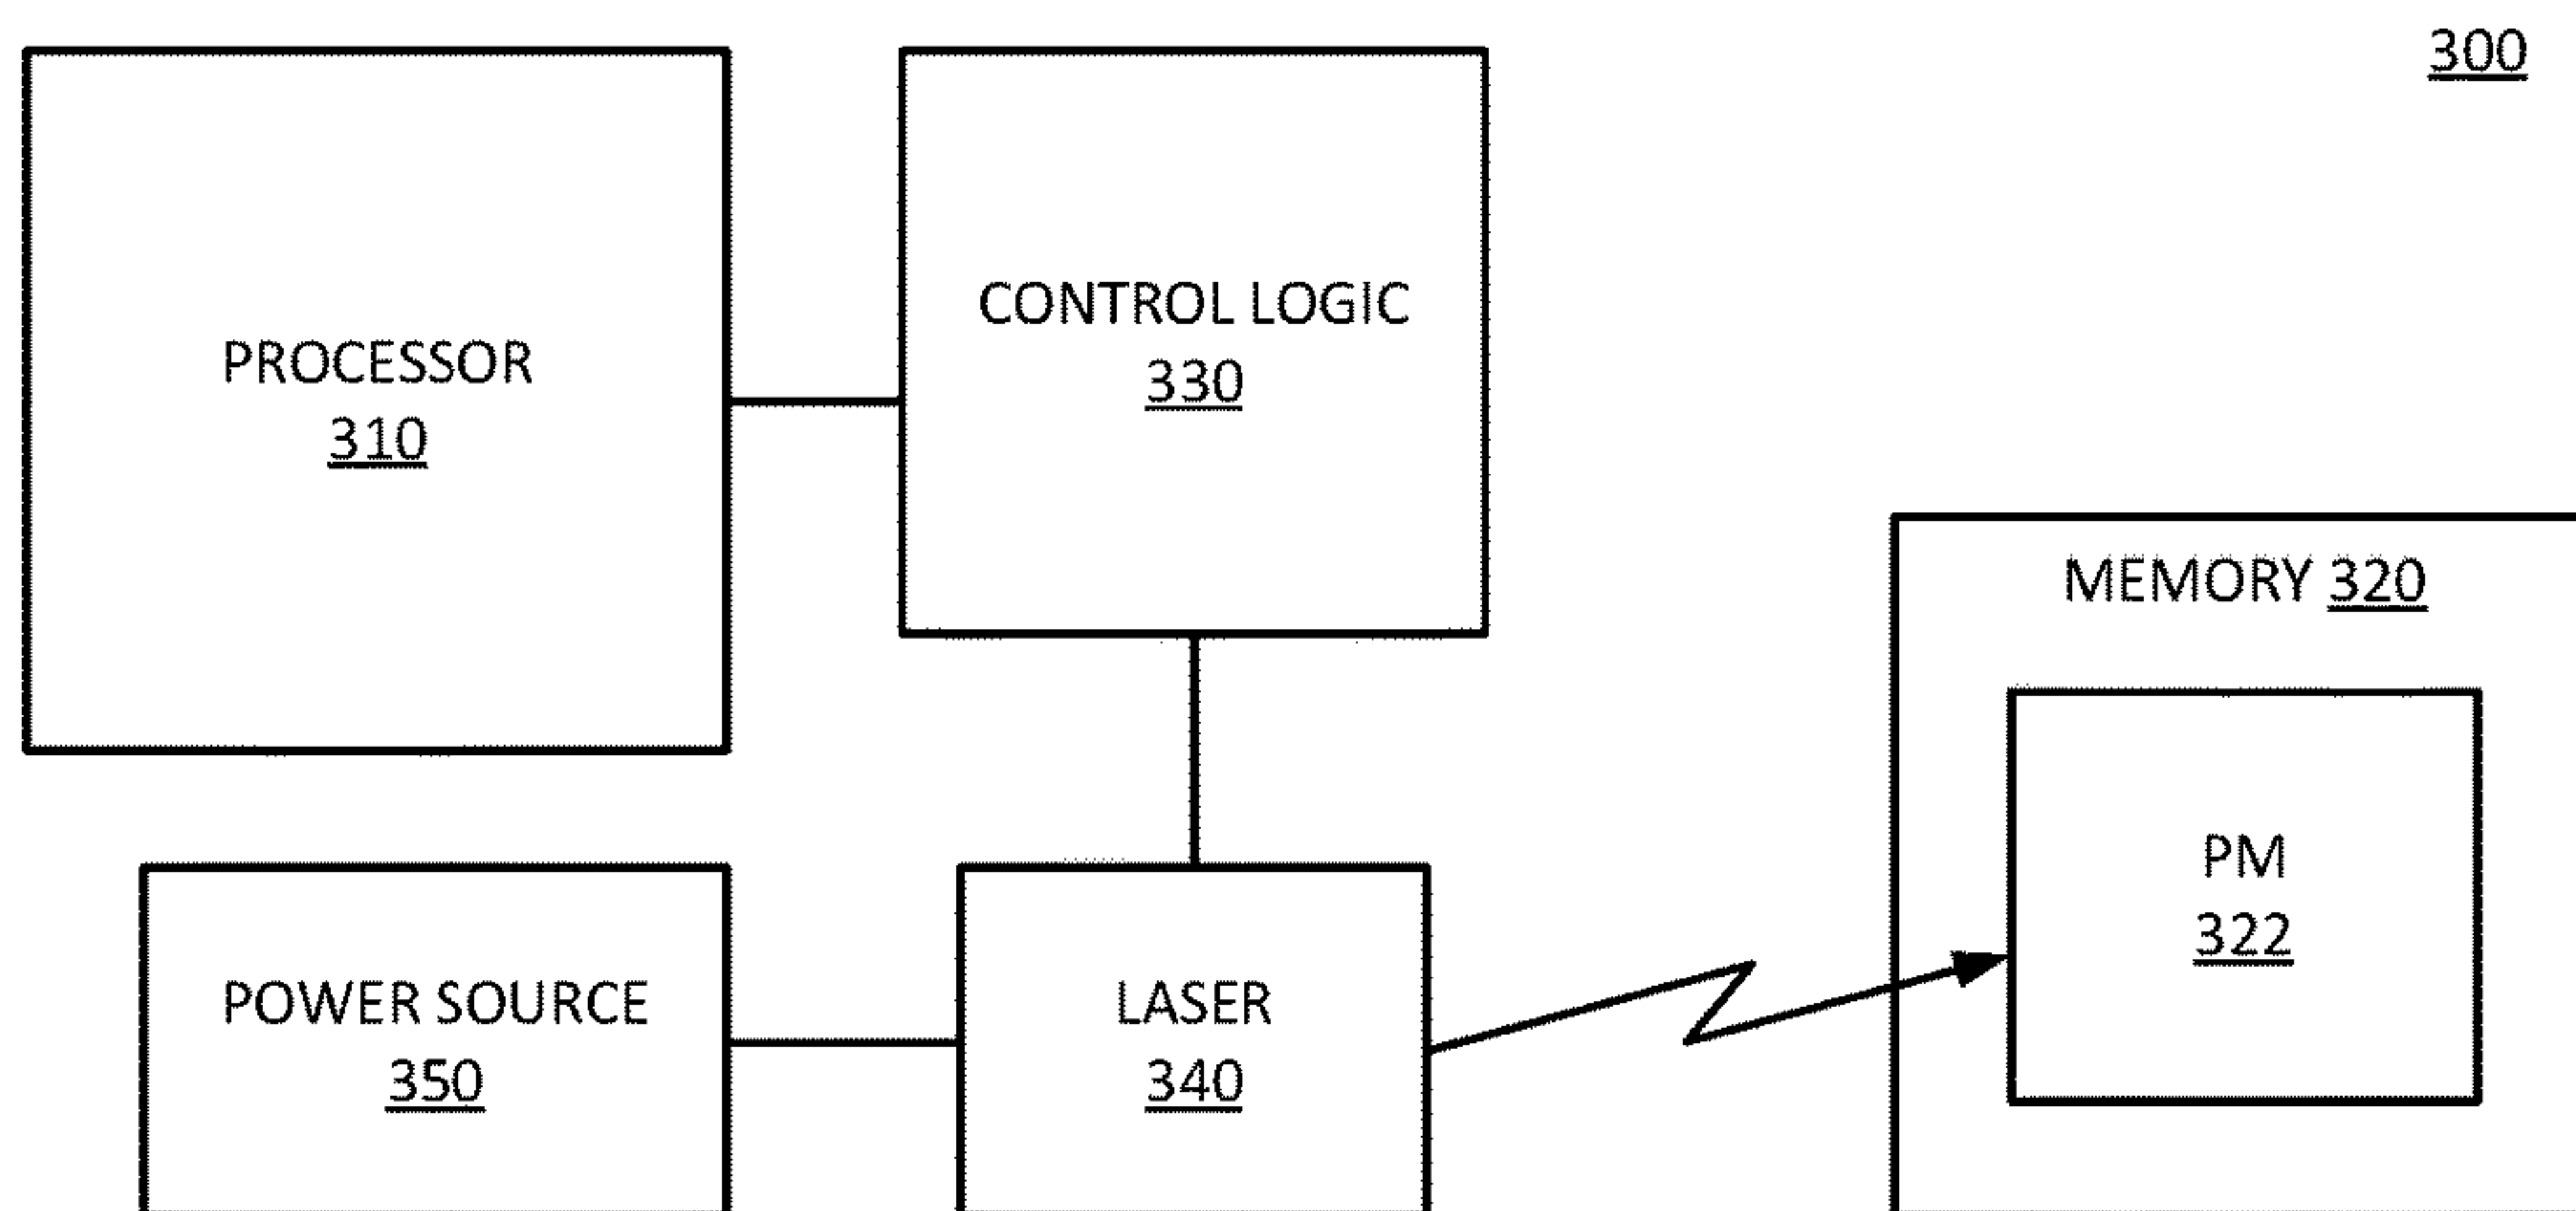 300
PROCESSOR
310
CONTROL LOGIC
330
MEMORY 320
PM
322
POWER SOURCE
350
LASER
340